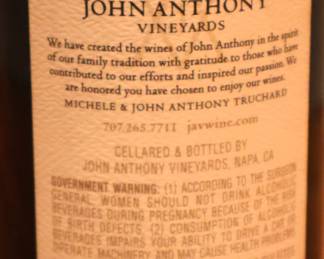 JOHN ANTHONY
VINEYARDS
We have created the wines of John Anthony in the spirit
of our family tradition with gratitude to those who have
contributed to our efforts and inspired our passion. We
are honored you have chosen to enjoy our wines.
MICHELE & JOHN ANTHONY TRUCHARD
707.265.7711 javwine.com
CELLARED & BOTTLED BY
JOHN ANTHONY VINEYARDS, NAPA, CA
GOVERNMENT WARNING: (1) ACCORDING TO THE SURGEON
GENERAL, WOMEN SHOULD NOT DRINK ALCOHOLIC
BEVERAGES DURING PREGNANCY BECAUSE OF THE RISK
OF BIRTH DEFECTS. (2) CONSUMPTION OF ALCOHOLIC
BEVERAGES IMPAIRS YOUR ABILITY TO DRIVE A CAR OR
OPERATE MACHINERY AND MAY CAUSE HEALTH PROBLEMS